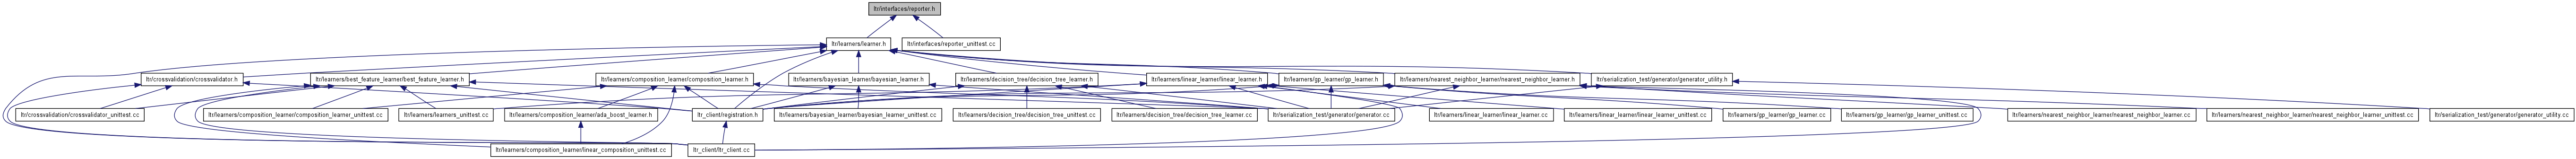 ltr/interfaces/reporter.h
ltr/learners/learner.h
ltr/interfaces/reporter_unittest.cc
ltr/crossvalidation/crossvalidator.h
ltr/learners/best_feature_learner/best_feature_learner.h
ltr/learners/composition_learner/composition_learner.h
ltr/learners/bayesian_learner/bayesian_learner.h
ltr/learners/decision_tree/decision_tree_learner.h
ltr/learners/linear_learner/linear_learner.h
ltr/learners/gp_learner/gp_learner.h
ltr/learners/nearest_neighbor_learner/nearest_neighbor_learner.h
ltr/serialization_test/generator/generator_utility.h
ltr/crossvalidation/crossvalidator_unittest.cc
ltr/learners/composition_learner/composition_learner_unittest.cc
ltr/learners/learners_unittest.cc
ltr/learners/composition_learner/ada_boost_learner.h
ltr_client/registration.h
ltr/learners/bayesian_learner/bayesian_learner_unittest.cc
ltr/learners/decision_tree/decision_tree_unittest.cc
ltr/learners/decision_tree/decision_tree_learner.cc
ltr/serialization_test/generator/generator.cc
ltr/learners/linear_learner/linear_learner.cc
ltr/learners/linear_learner/linear_learner_unittest.cc
ltr/learners/gp_learner/gp_learner.cc
ltr/learners/gp_learner/gp_learner_unittest.cc
ltr/learners/nearest_neighbor_learner/nearest_neighbor_learner.cc
ltr/learners/nearest_neighbor_learner/nearest_neighbor_learner_unittest.cc
ltr/serialization_test/generator/generator_utility.cc
ltr/learners/composition_learner/linear_composition_unittest.cc
ltr_client/ltr_client.cc